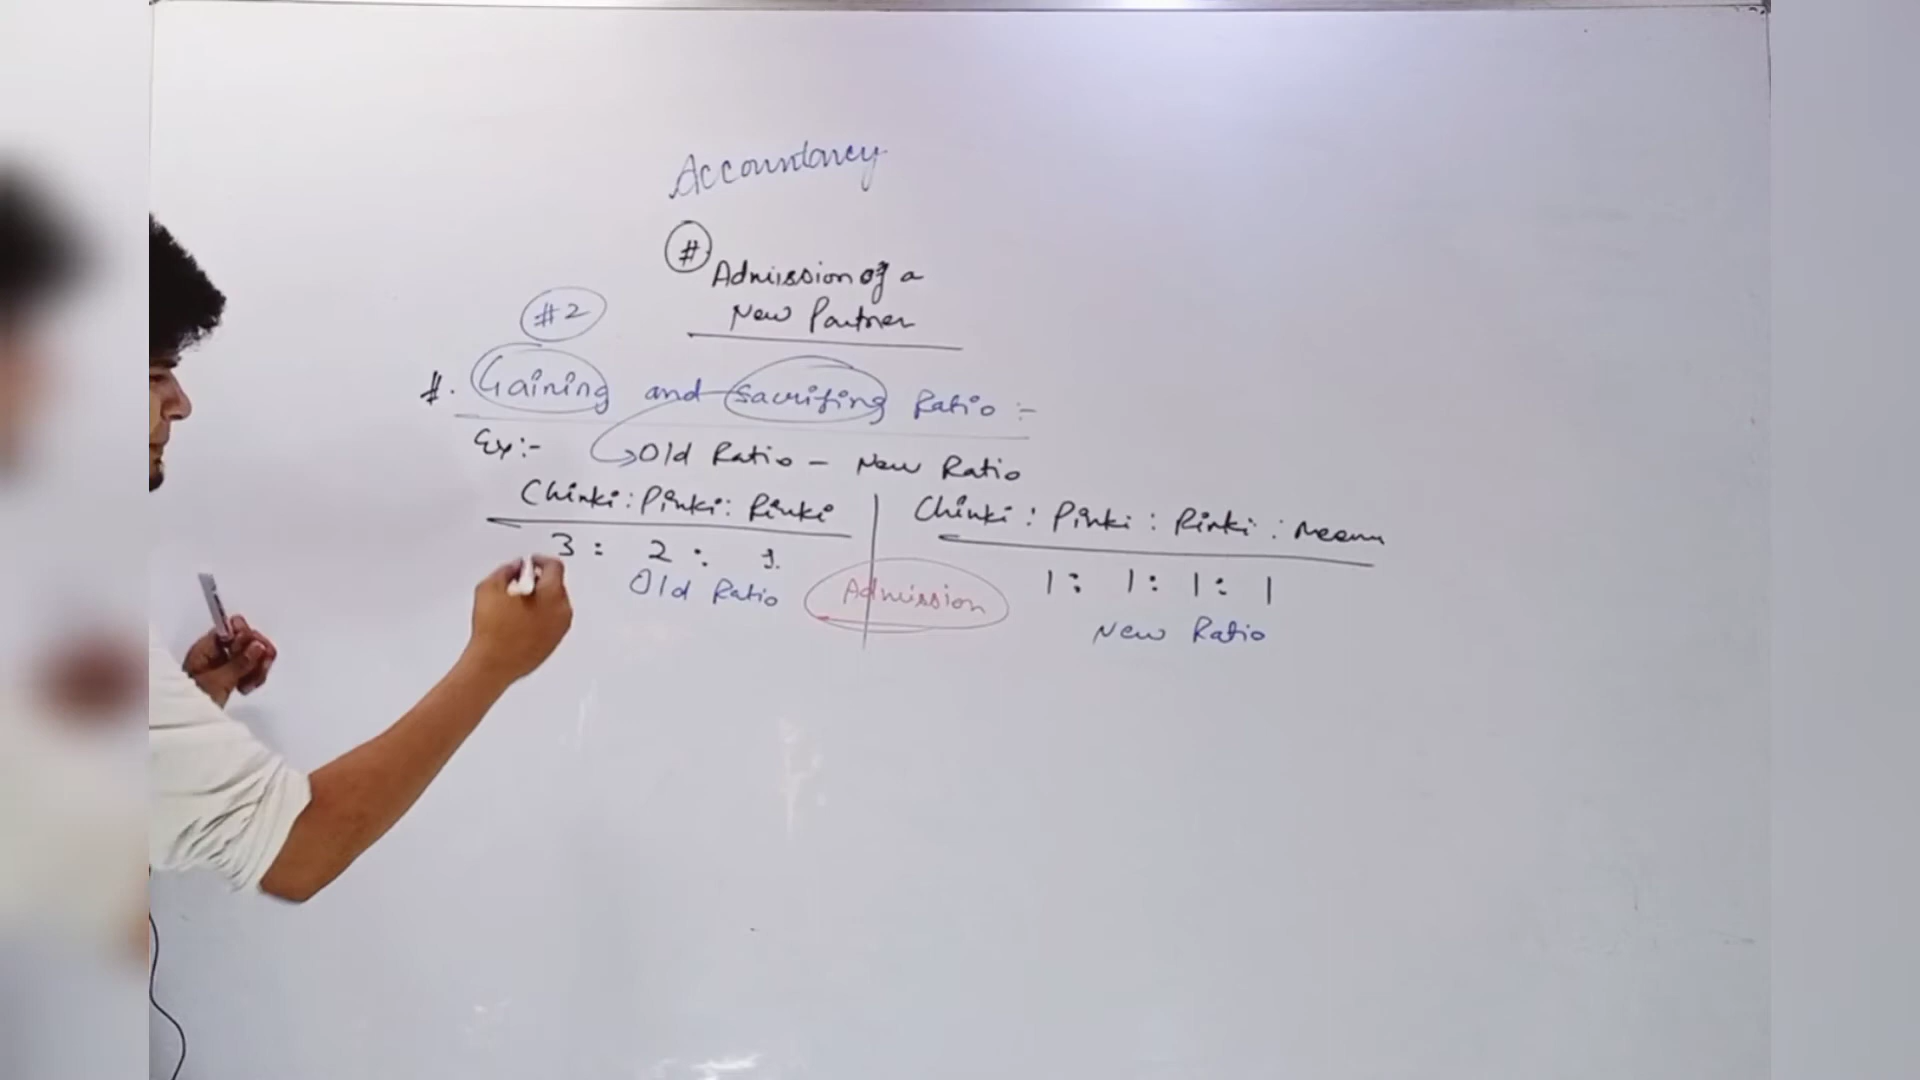 Accountancy
#
Admission of a
New Partner
#2
#. Gaining and Sacrifing Ratio :-
Ex:- Old Ratio - New Ratio
Chinki : Pinki : Rinki
3 : 2 : 1.
Old Ratio
Admission
Chinki : Pinki : Rinki : Meenu
1 : 1 : 1 : 1
New Ratio